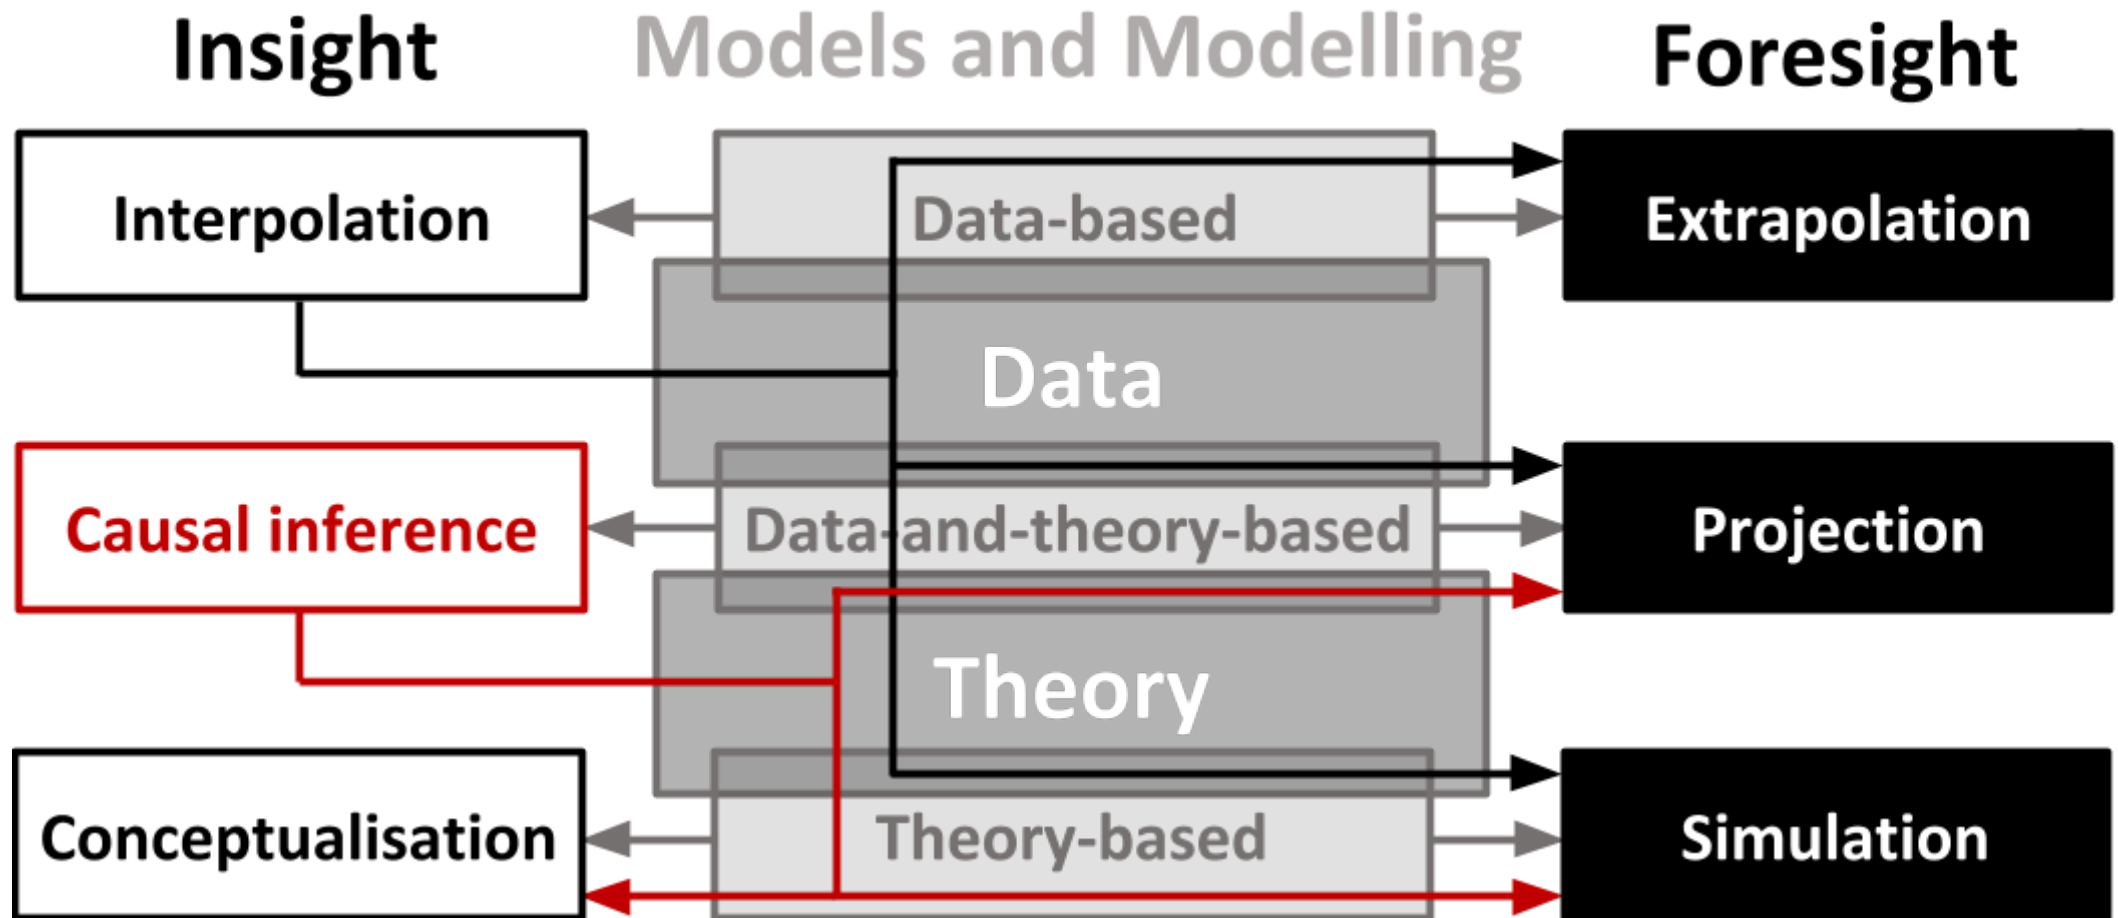 Insight
Models and Modelling
Foresight
Interpolation
Data-based
Extrapolation
Data
Causal inference
Data-and-theory-based
Projection
Theory
Conceptualisation
Theory-based
Simulation